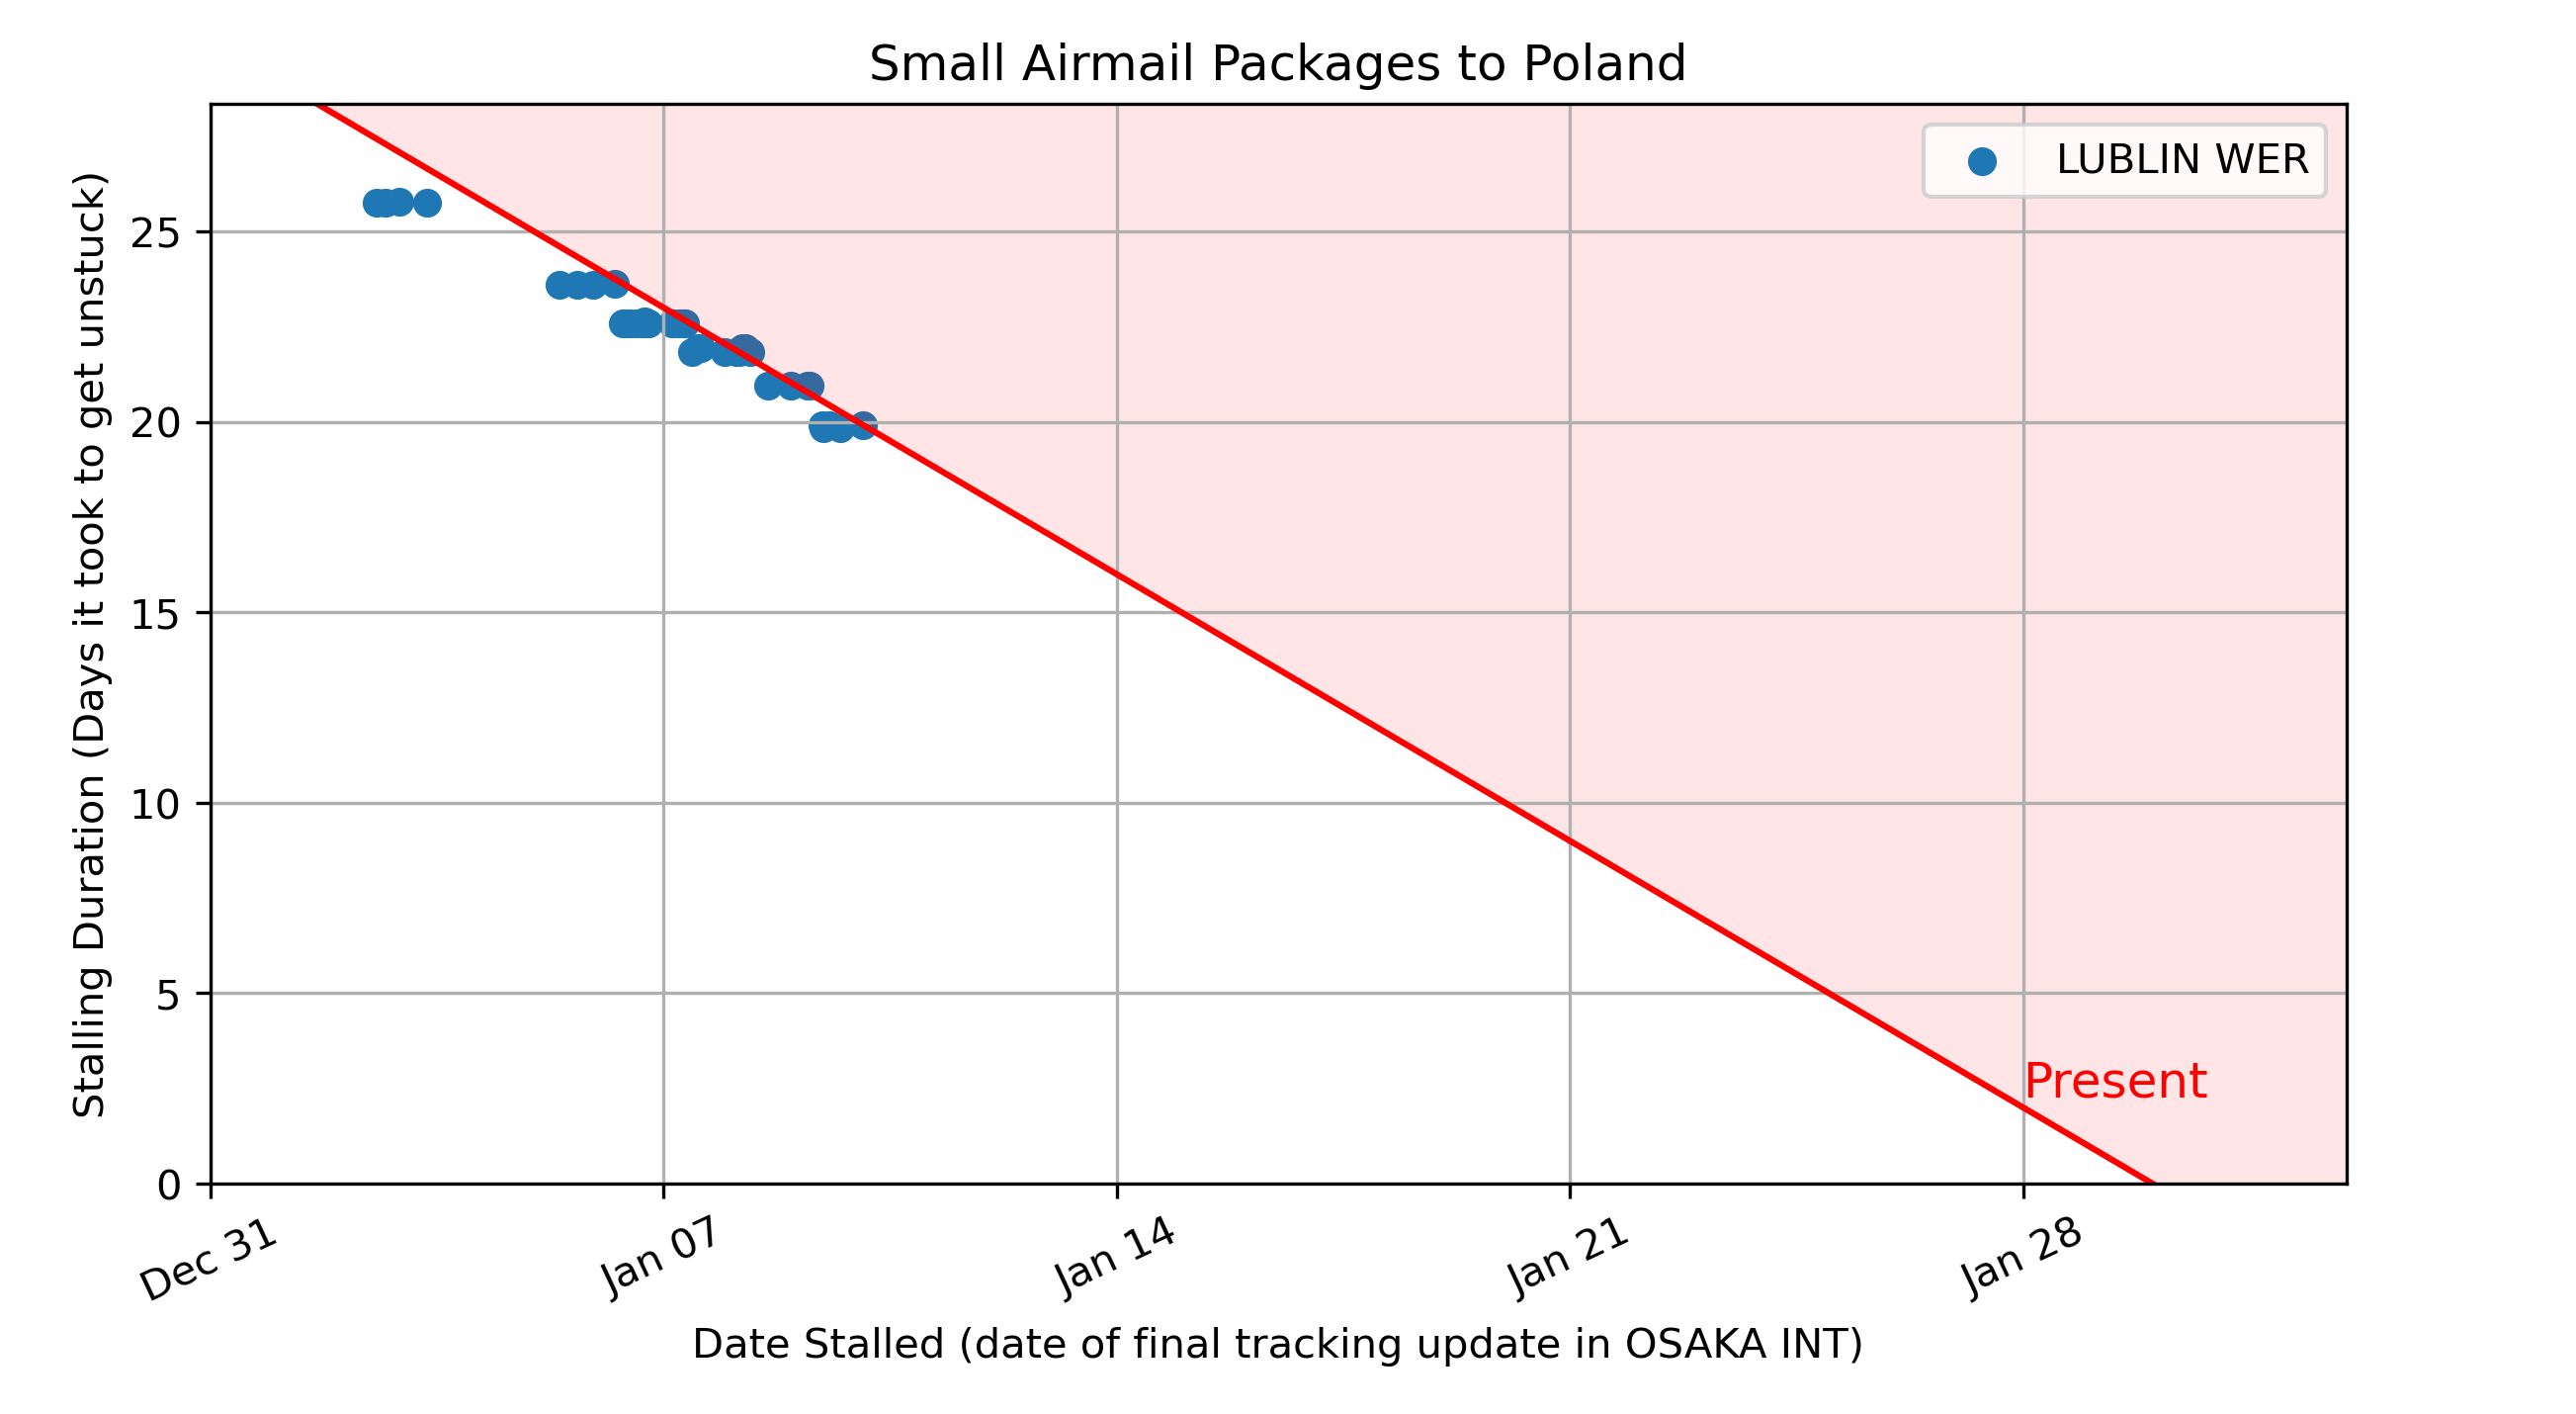 Small Airmail Packages to Poland
LUBLIN WER
Stalling Duration (Days it took to get unstuck)
25
20
15
10
5
0
Present
Dec 31
Jan 07
Jan 14
Jan 21
Jan 28
Date Stalled (date of final tracking update in OSAKA INT)